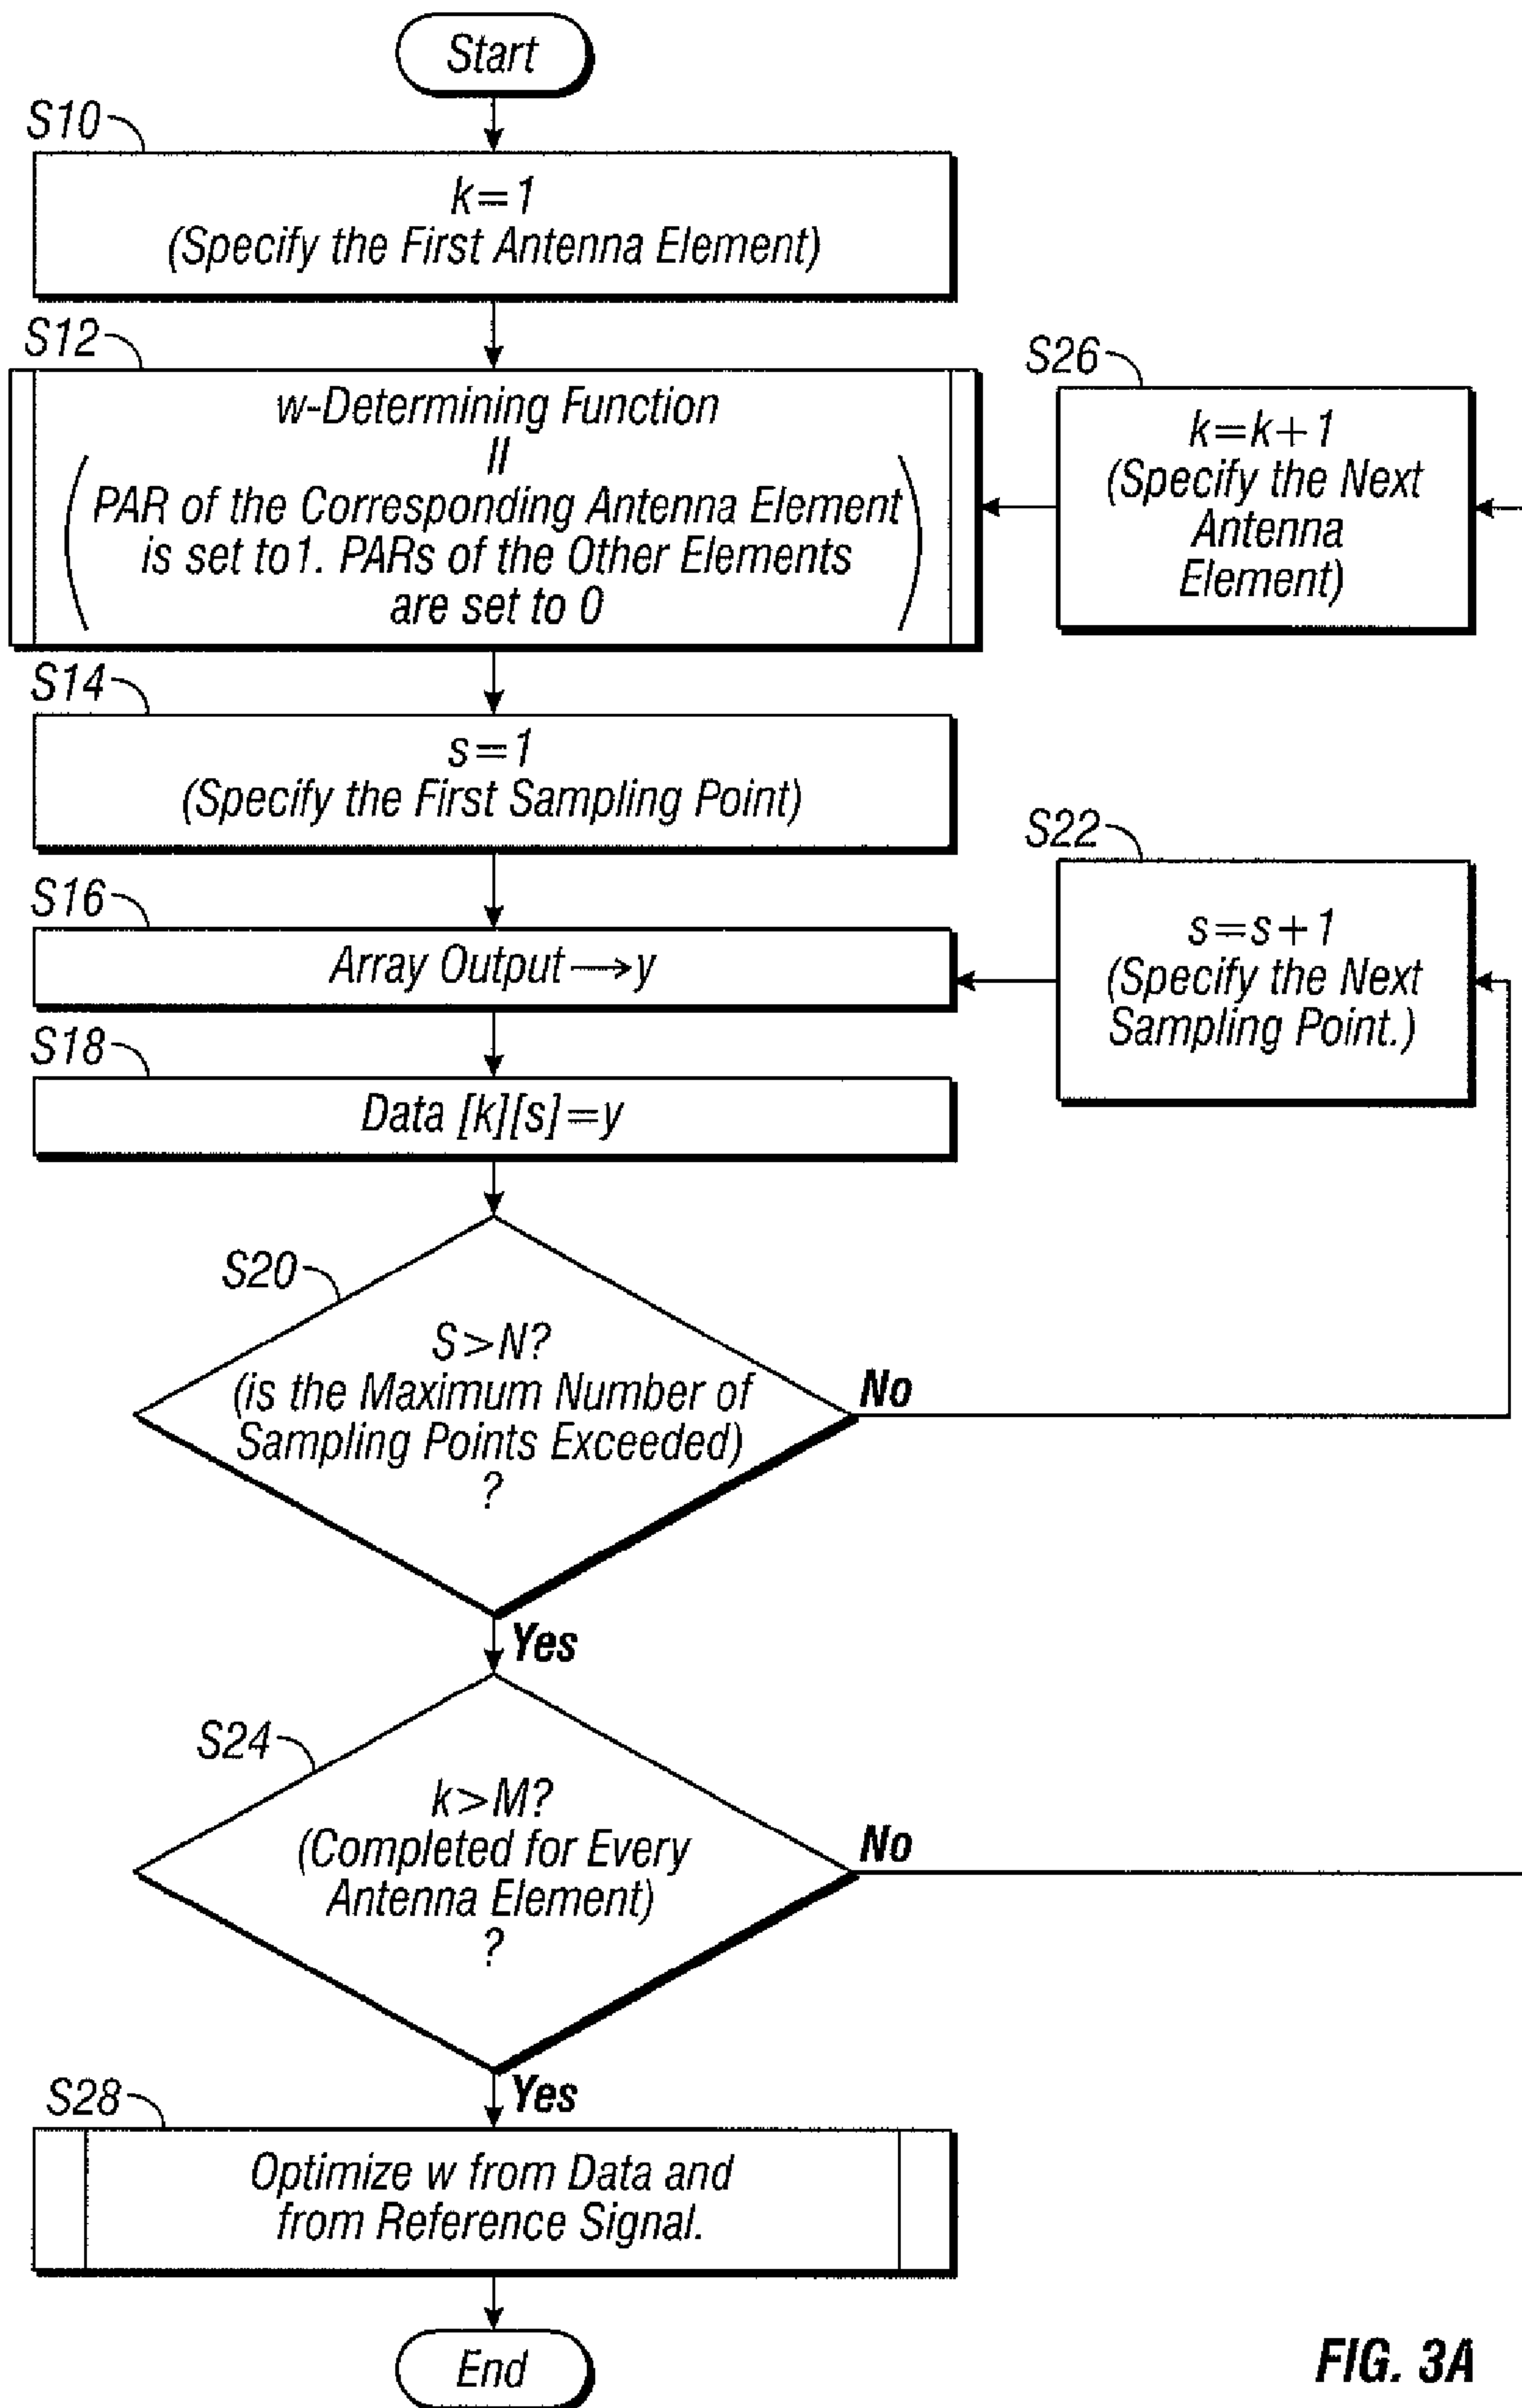 Start
S10
k=1
(Specify the First Antenna Element)
S12
w-Determining Function
||
PAR of the Corresponding Antenna Element
is set to 1. PARs of the Other Elements
are set to 0
S26
k=k+1
(Specify the Next
Antenna
Element)
S14
s=1
(Specify the First Sampling Point)
S22
s=s+1
(Specify the Next
Sampling Point.)
S16
Array Output→y
S18
Data [k][s]=y
S20
S>N?
(is the Maximum Number of
Sampling Points Exceeded)
?
No
Yes
S24
k>M?
(Completed for Every
Antenna Element)
?
No
Yes
S28
Optimize w from Data and
from Reference Signal.
End
FIG. 3A